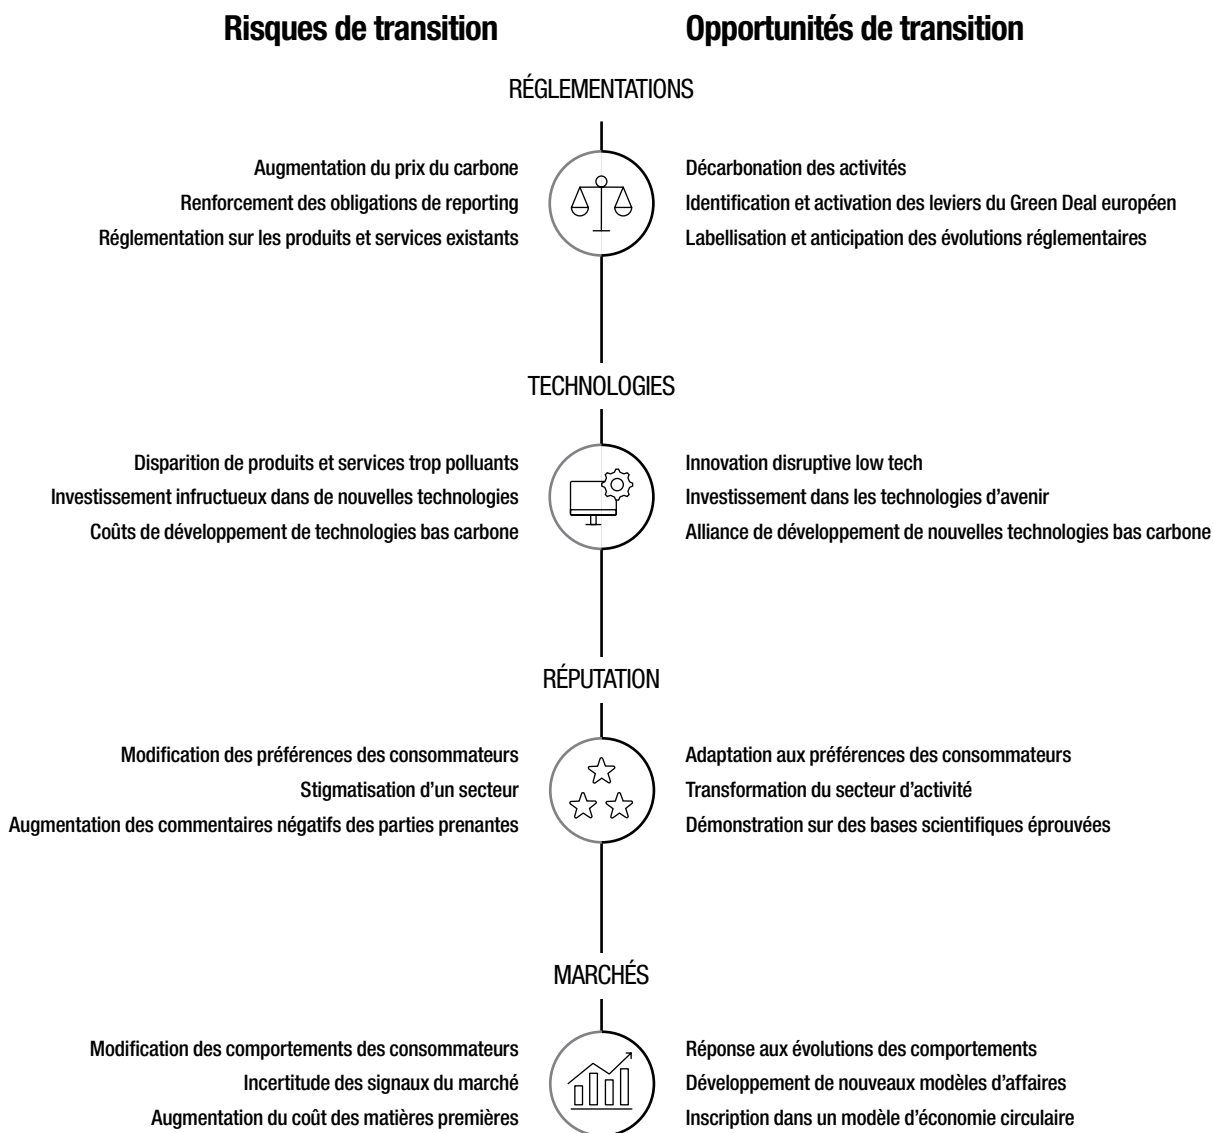 Risques de transition
Opportunités de transition
RÉGLEMENTATIONS
Augmentation du prix du carbone
Renforcement des obligations de reporting
Réglementation sur les produits et services existants
Décarbonation des activités
Identification et activation des leviers du Green Deal européen
Labellisation et anticipation des évolutions réglementaires
TECHNOLOGIES
Disparition de produits et services trop polluants
Investissement infructueux dans de nouvelles technologies
Coûts de développement de technologies bas carbone
Innovation disruptive low tech
Investissement dans les technologies d’avenir
Alliance de développement de nouvelles technologies bas carbone
RÉPUTATION
Modification des préférences des consommateurs
Stigmatisation d’un secteur
Augmentation des commentaires négatifs des parties prenantes
Adaptation aux préférences des consommateurs
Transformation du secteur d’activité
Démonstration sur des bases scientifiques éprouvées
MARCHÉS
Modification des comportements des consommateurs
Incertitude des signaux du marché
Augmentation du coût des matières premières
Réponse aux évolutions des comportements
Développement de nouveaux modèles d’affaires
Inscription dans un modèle d’économie circulaire